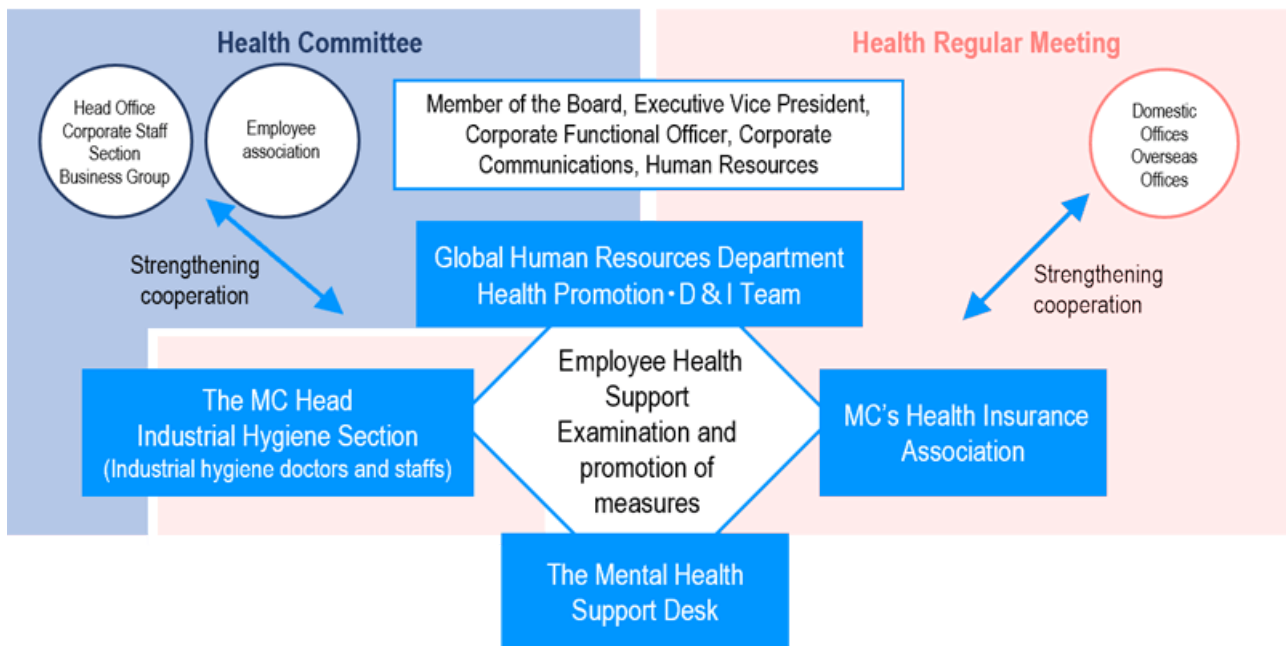 Health Committee
Health Regular Meeting
Head Office
Corporate Staff
Section
Business Group
Employee
association
Member of the Board, Executive Vice President,
Corporate Functional Officer, Corporate
Communications, Human Resources
Domestic
Offices
Overseas
Offices
Strengthening
cooperation
Global Human Resources Department
Health Promotion・D & I Team
Strengthening
cooperation
The MC Head
Industrial Hygiene Section
(Industrial hygiene doctors and staffs)
Employee Health
Support
Examination and
promotion of
measures
MC's Health Insurance
Association
The Mental Health
Support Desk